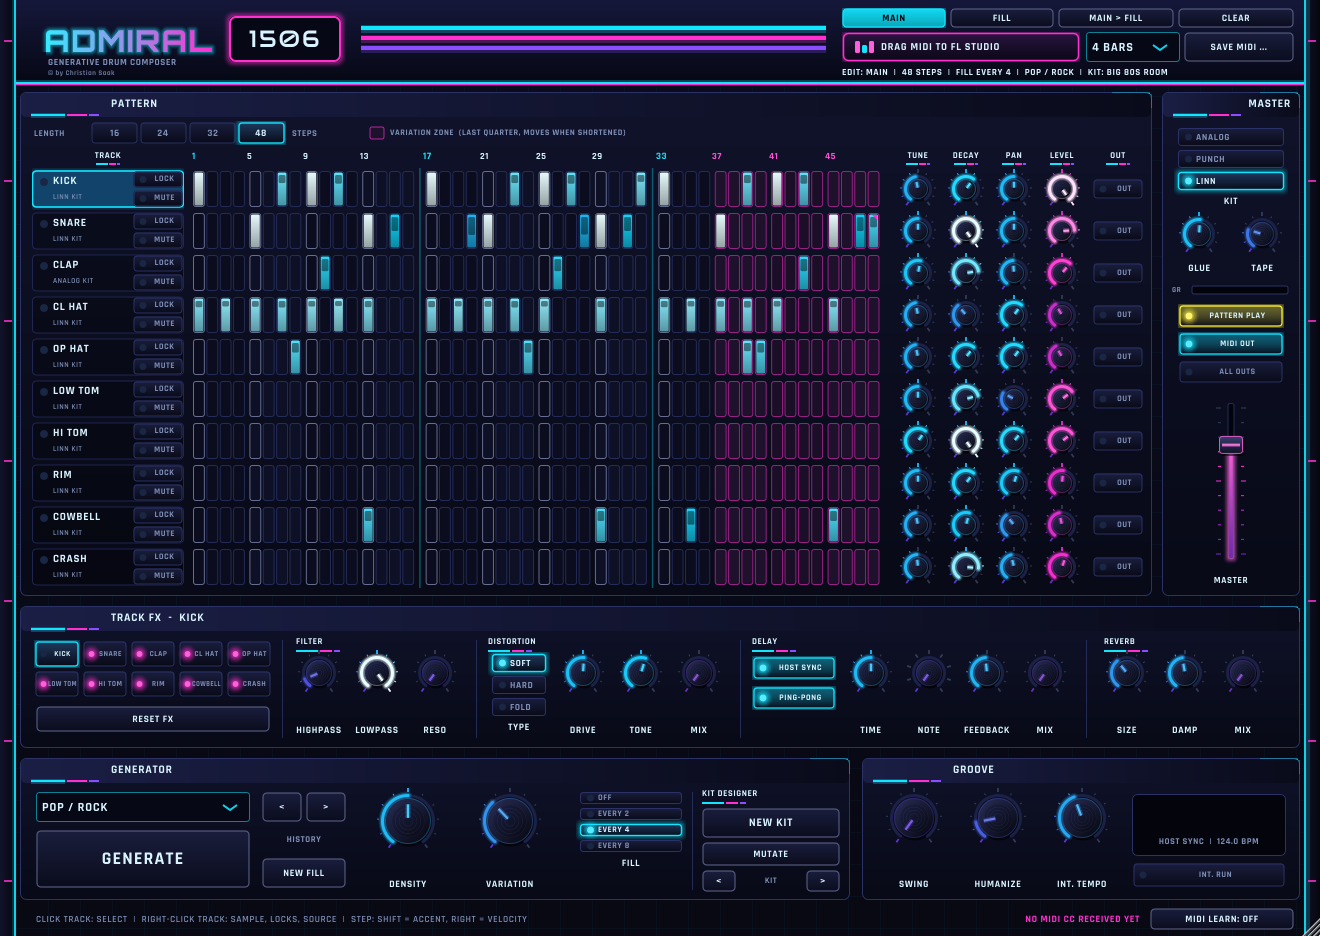 ADMIRAL
GENERATIVE DRUM COMPOSER
© by Christian Saak
1506
MAIN FILL MAIN > FILL CLEAR
DRAG MIDI TO FL STUDIO 4 BARS SAVE MIDI ...
EDIT: MAIN | 48 STEPS | FILL EVERY 4 | POP / ROCK | KIT: BIG 80S ROOM
PATTERN
LENGTH 16 24 32 48 STEPS VARIATION ZONE (LAST QUARTER, MOVES WHEN SHORTENED)
TRACK 1 5 9 13 17 21 25 29 33 37 41 45 TUNE DECAY PAN LEVEL OUT
KICK LOCK
LINN KIT MUTE OUT
SNARE LOCK
LINN KIT MUTE OUT
CLAP LOCK
ANALOG KIT MUTE OUT
CL HAT LOCK
LINN KIT MUTE OUT
OP HAT LOCK
LINN KIT MUTE OUT
LOW TOM LOCK
LINN KIT MUTE OUT
HI TOM LOCK
LINN KIT MUTE OUT
RIM LOCK
LINN KIT MUTE OUT
COWBELL LOCK
LINN KIT MUTE OUT
CRASH LOCK
LINN KIT MUTE OUT
MASTER
ANALOG
PUNCH
LINN
KIT
GLUE TAPE
GR
PATTERN PLAY
MIDI OUT
ALL OUTS
MASTER
TRACK FX - KICK
KICK SNARE CLAP CL HAT OP HAT
LOW TOM HI TOM RIM COWBELL CRASH
RESET FX
FILTER
HIGHPASS LOWPASS RESO
DISTORTION
SOFT
HARD
FOLD
TYPE DRIVE TONE MIX
DELAY
HOST SYNC
PING-PONG
TIME NOTE FEEDBACK MIX
REVERB
SIZE DAMP MIX
GENERATOR
POP / ROCK < >
HISTORY
GENERATE
NEW FILL
DENSITY VARIATION
OFF
EVERY 2
EVERY 4
EVERY 8
FILL
KIT DESIGNER
NEW KIT
MUTATE
< KIT >
GROOVE
SWING HUMANIZE INT. TEMPO
HOST SYNC | 124.0 BPM
INT. RUN
CLICK TRACK: SELECT | RIGHT-CLICK TRACK: SAMPLE, LOCKS, SOURCE | STEP: SHIFT = ACCENT, RIGHT = VELOCITY
NO MIDI CC RECEIVED YET MIDI LEARN: OFF